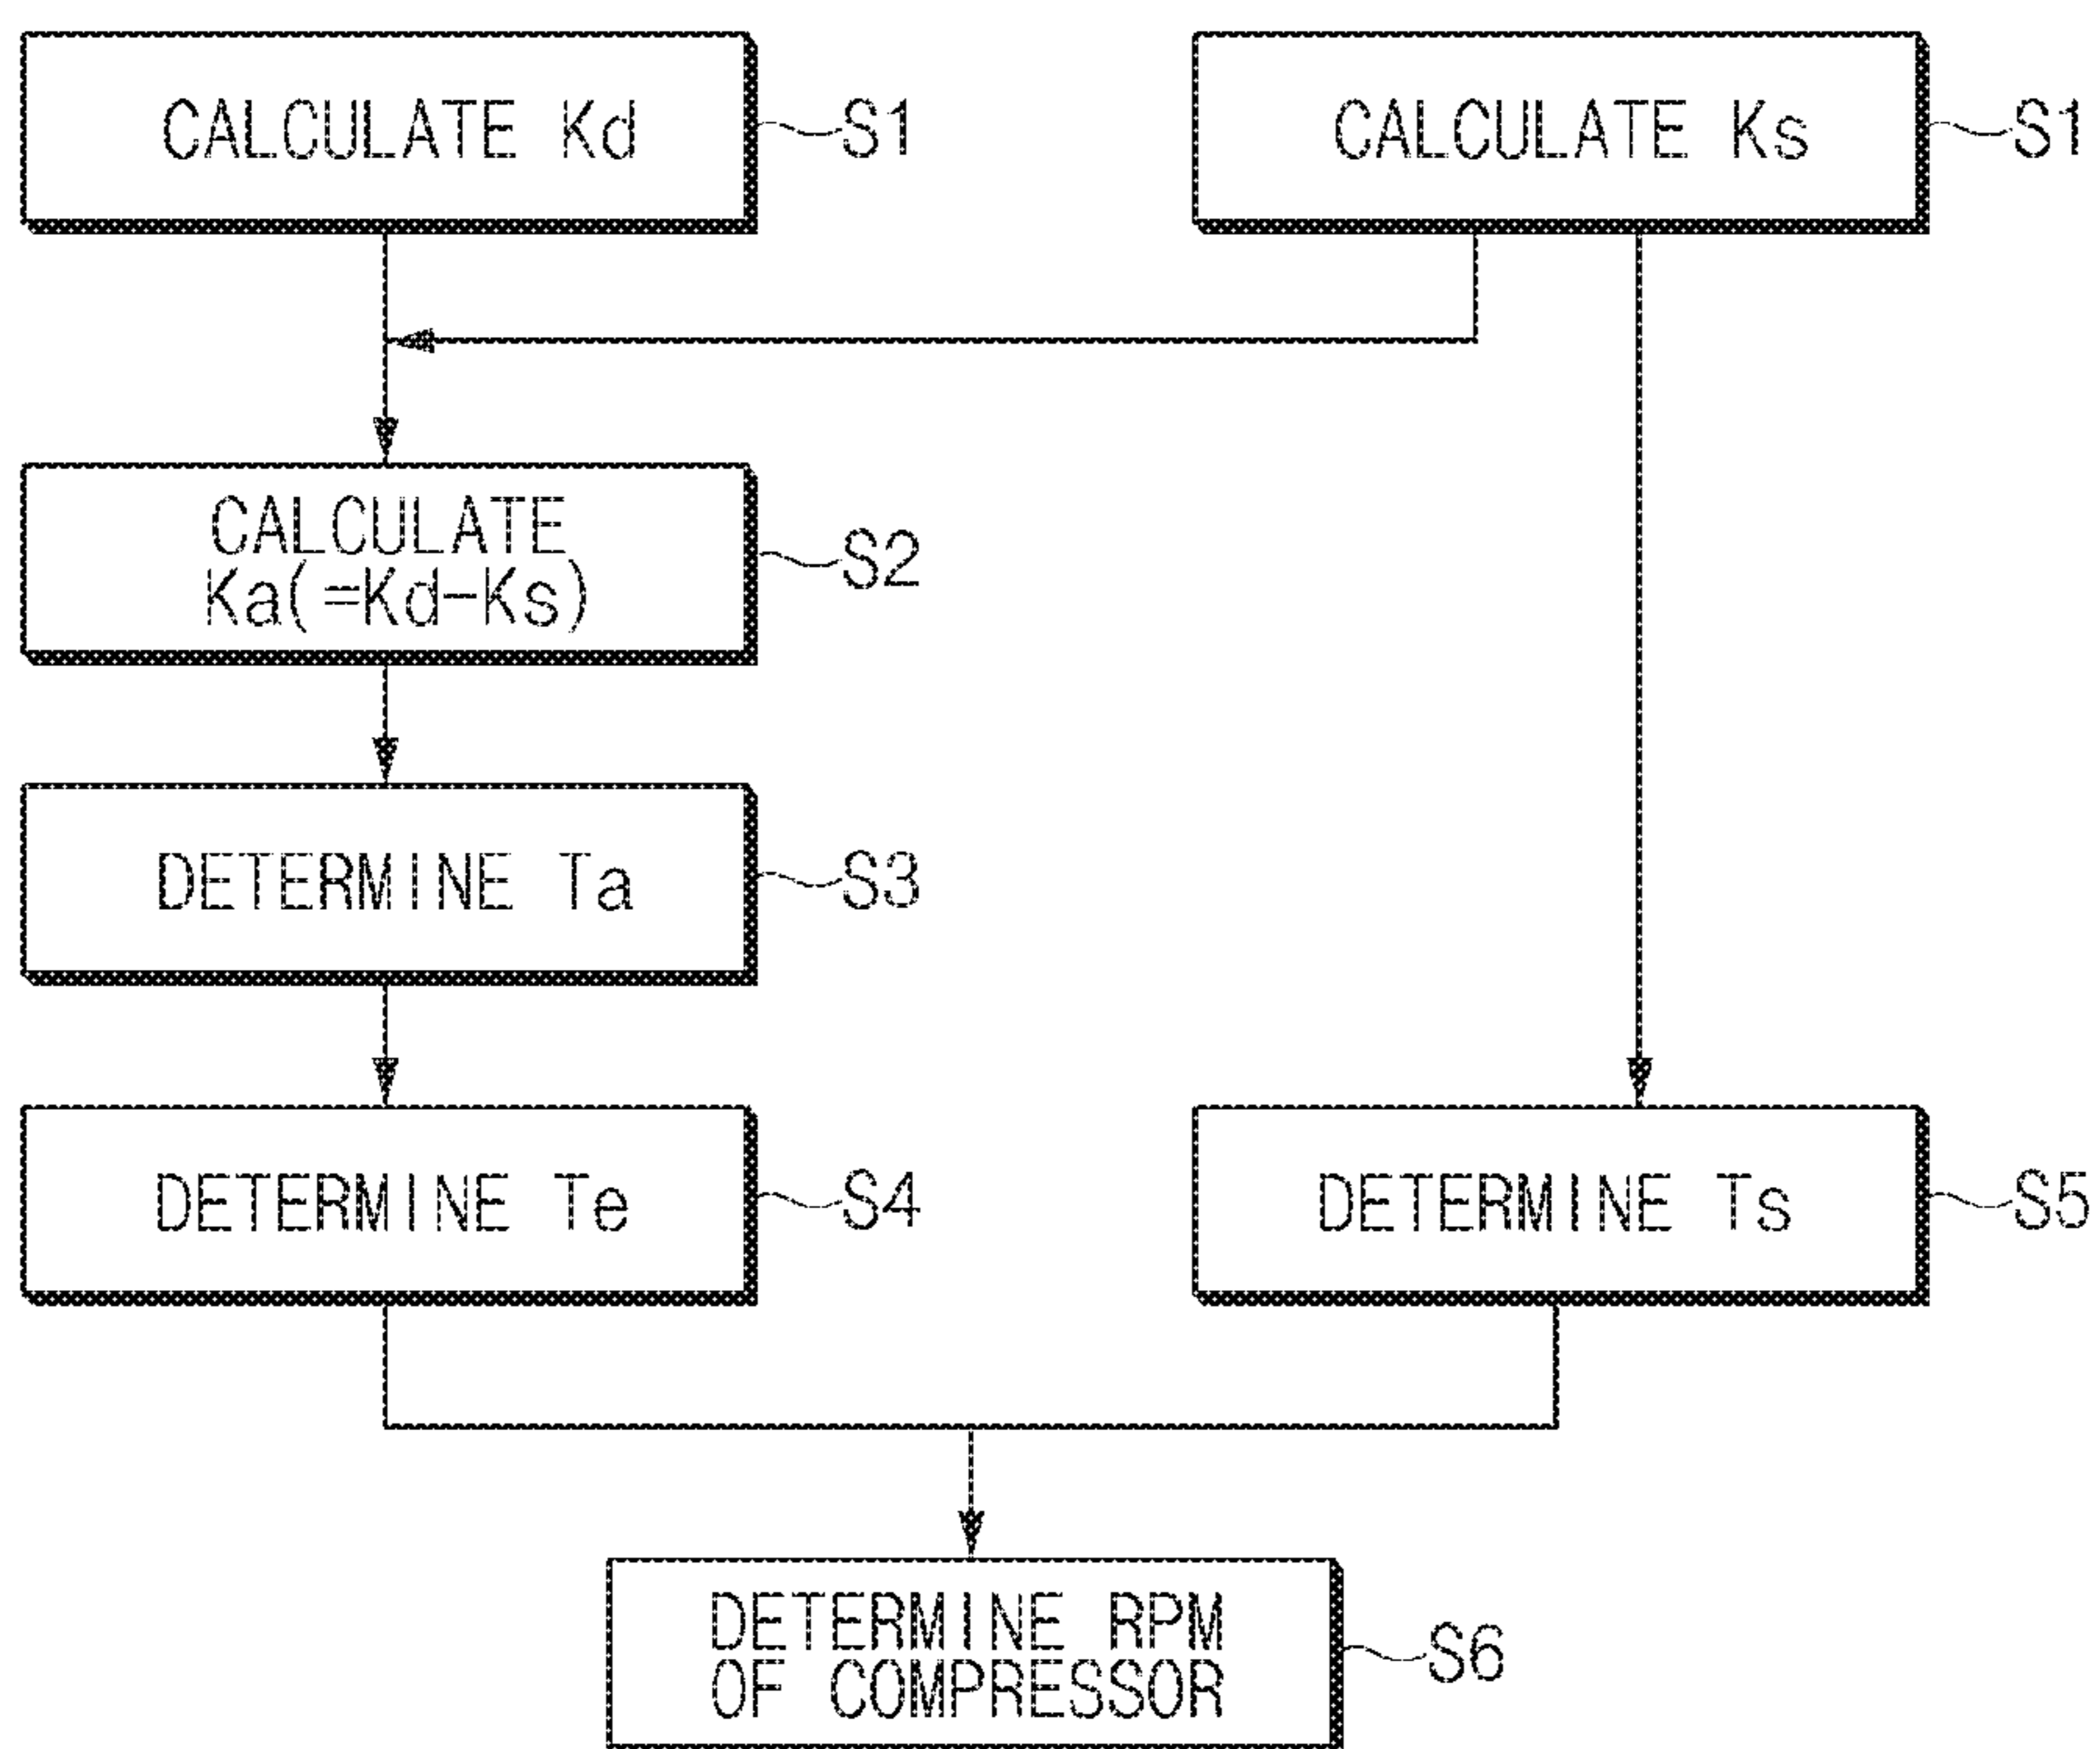 CALCULATE Kd
S1
CALCULATE Ks
S1
CALCULATE
Ka(=Kd-Ks)
S2
DETERMINE Ta
S3
DETERMINE Te
S4
DETERMINE Ts
S5
DETERMINE RPM
OF COMPRESSOR
S6